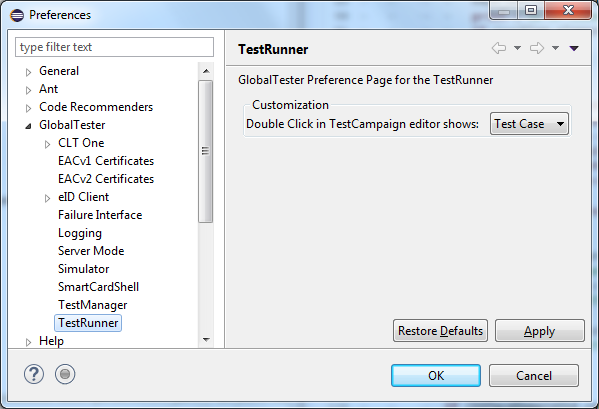 Preferences
type filter text
General
Ant
Code Recommenders
GlobalTester
CLT One
EACv1 Certificates
EACv2 Certificates
eID Client
Failure Interface
Logging
Server Mode
Simulator
SmartCardShell
TestManager
TestRunner
Help
TestRunner
GlobalTester Preference Page for the TestRunner
Customization
Double Click in TestCampaign editor shows: Test Case
Restore Defaults Apply
? OK Cancel